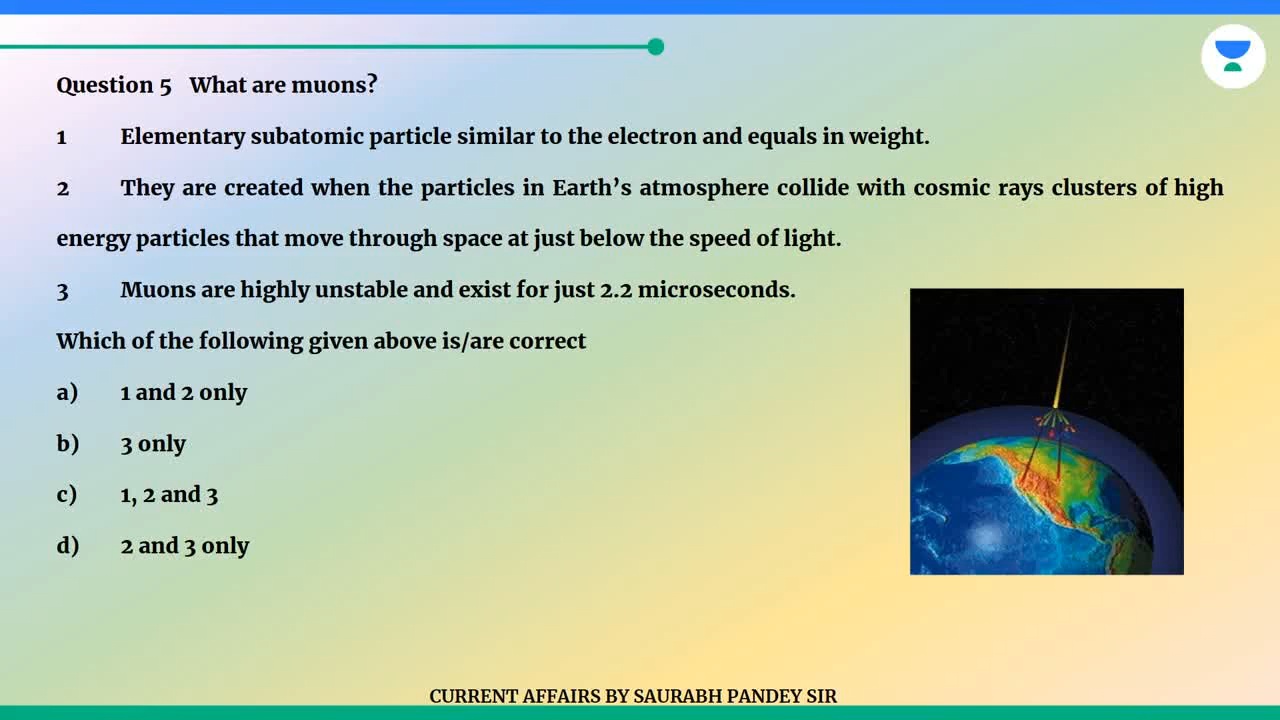 Question 5 What are muons?
1 Elementary subatomic particle similar to the electron and equals in weight.
2 They are created when the particles in Earth’s atmosphere collide with cosmic rays clusters of high
energy particles that move through space at just below the speed of light.
3 Muons are highly unstable and exist for just 2.2 microseconds.
Which of the following given above is/are correct
a) 1 and 2 only
b) 3 only
c) 1, 2 and 3
d) 2 and 3 only
CURRENT AFFAIRS BY SAURABH PANDEY SIR